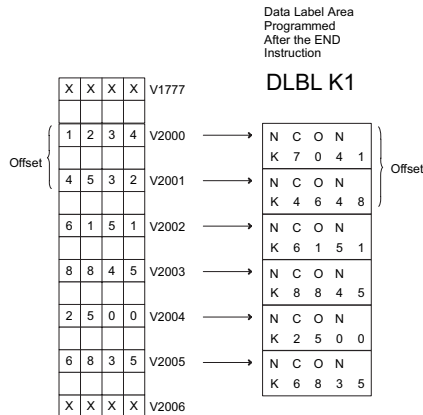 Data Label Area
Programmed
After the END
Instruction
DLBL K1
X X X X V1777
1 2 3 4 V2000
N C O N
K 7 0 4 1
Offset
Offset
4 5 3 2 V2001
N C O N
K 4 6 4 8
6 1 5 1 V2002
N C O N
K 6 1 5 1
8 8 4 5 V2003
N C O N
K 8 8 4 5
2 5 0 0 V2004
N C O N
K 2 5 0 0
6 8 3 5 V2005
N C O N
K 6 8 3 5
X X X X V2006